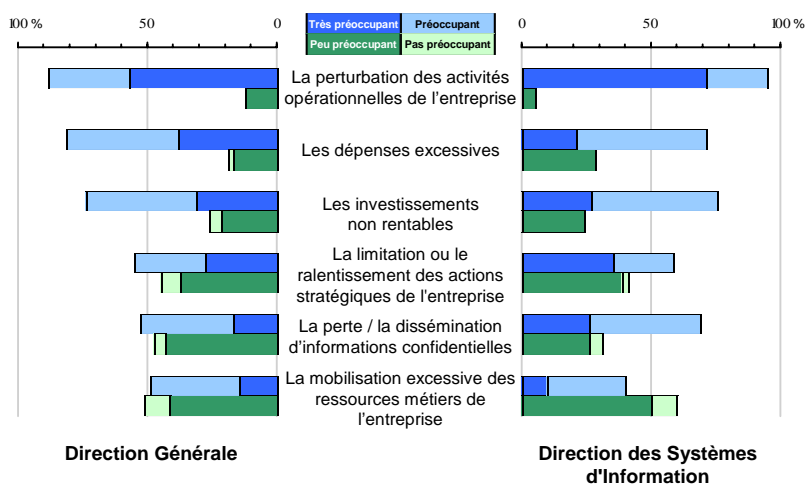 100 % 50 0
Très préoccupant Préoccupant
Peu préoccupant Pas préoccupant
0 50 100 %
La perturbation des activités
opérationnelles de l’entreprise
Les dépenses excessives
Les investissements
non rentables
La limitation ou le
ralentissement des actions
stratégiques de l'entreprise
La perte / la dissémination
d’informations confidentielles
La mobilisation excessive des
ressources métiers de
l’entreprise
Direction Générale
Direction des Systèmes
d'Information